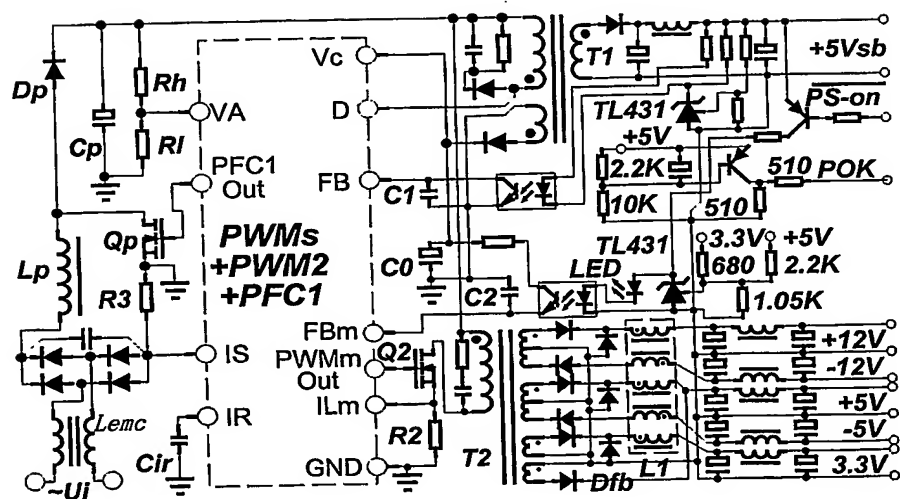 Dp
Rh
Cp
Rl
VA
Vc
D
PFC1
Out
FB
C1
PWMs
+PWM2
+PFC1
Qp
Lp
R3
C0
C2
FBm
PWMm
Out
Q2
IS
ILm
IR
Lemc
Cir
GND
R2
~Ui
T1
+5Vsb
TL431
PS-on
+5V
2.2K
510
POK
10K
510
TL431
LED
3.3V
+5V
680
2.2K
1.05K
+12V
-12V
+5V
-5V
3.3V
T2
L1
Dfb